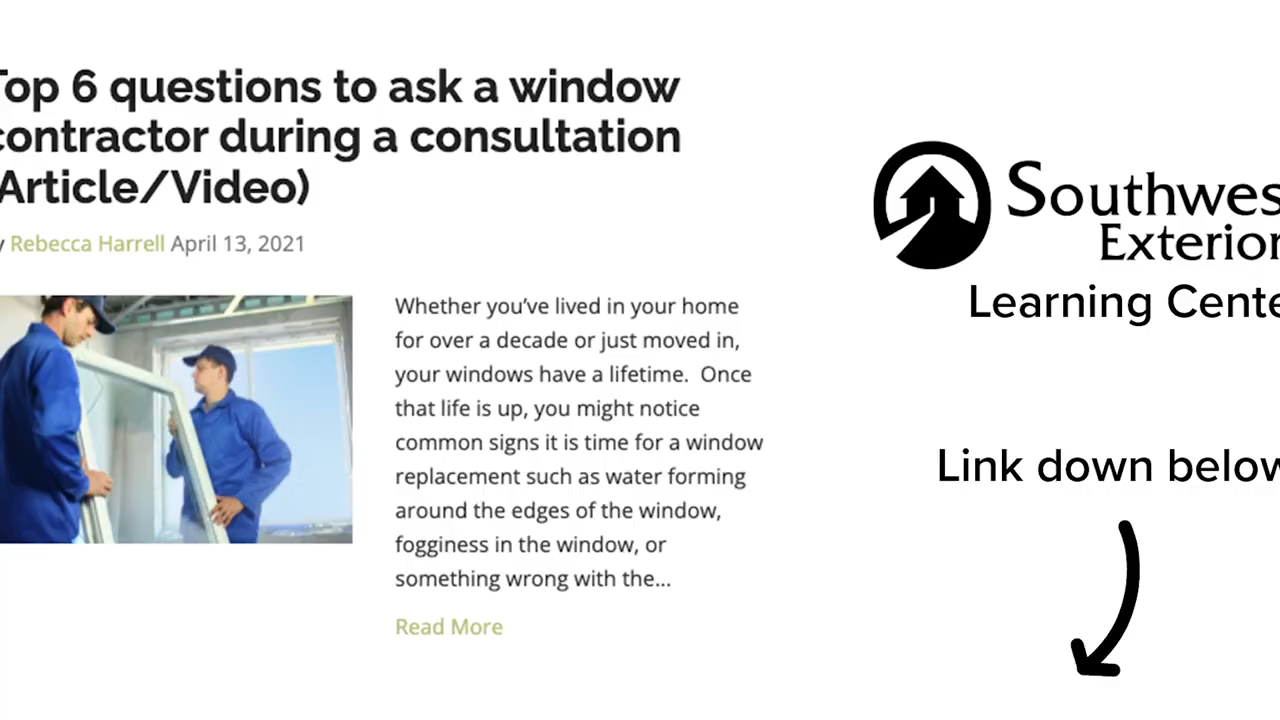 Top 6 questions to ask a window
contractor during a consultation
(Article/Video)
y Rebecca Harrell April 13, 2021
Whether you’ve lived in your home
for over a decade or just moved in,
your windows have a lifetime.  Once
that life is up, you might notice
common signs it is time for a window
replacement such as water forming
around the edges of the window,
fogginess in the window, or
something wrong with the...
Read More
Southwes
Exterior
Learning Cente
Link down below